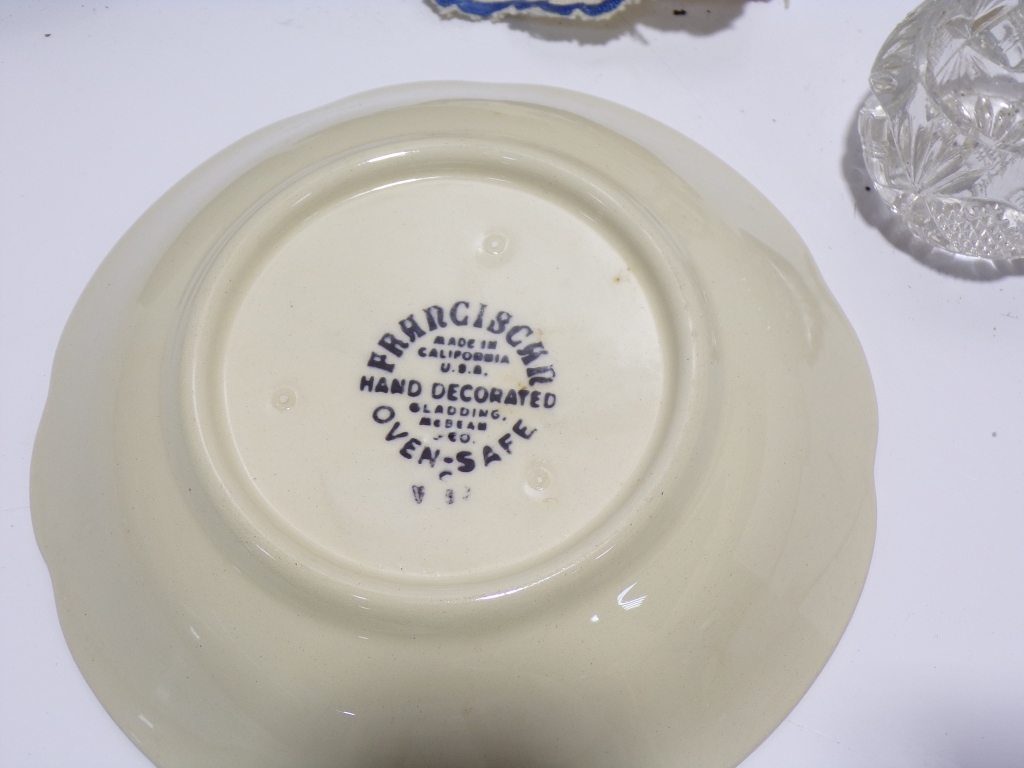 FRANCISCAN
MADE IN
CALIFORNIA
U.S.A.
HAND DECORATED
GLADDING,
McBEAN
CO.
OVEN-SAFE